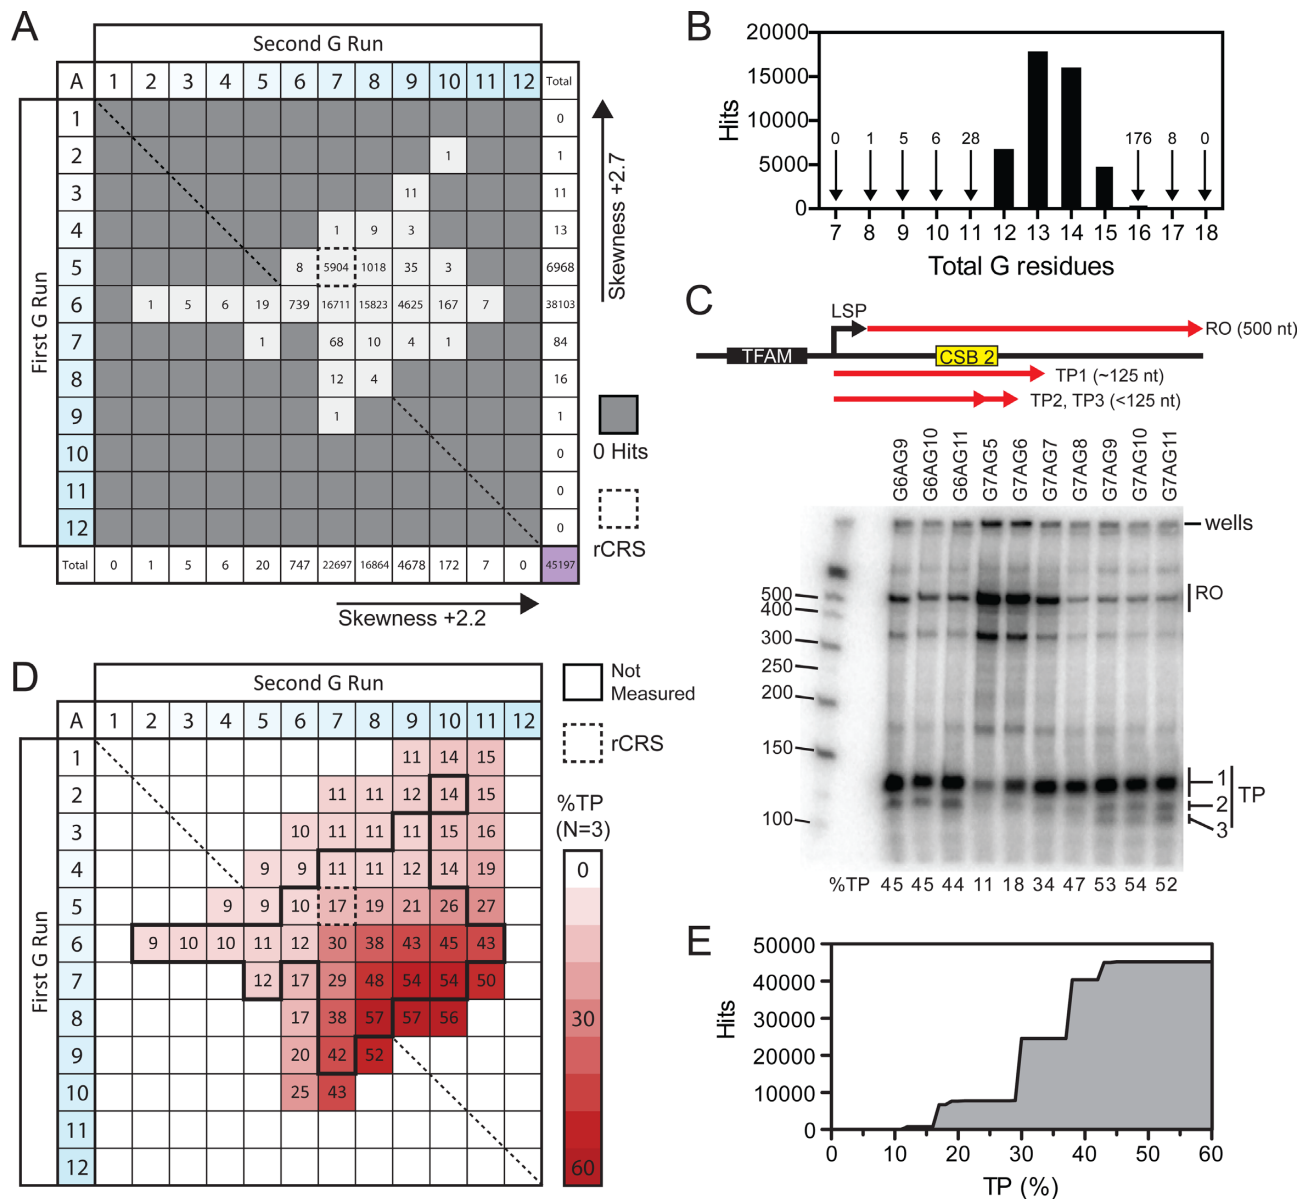 A
Second G Run
A 1 2 3 4 5 6 7 8 9 10 11 12 Total
First G Run
1 0
2 1 1
3 11 11
4 1 9 3 13
5 8 5904 1018 35 3 6968
6 1 5 6 19 739 16711 15823 4625 167 7 38103
7 1 68 10 4 1 84
8 12 4 16
9 1 1
10 0
11 0
12 0
Total 0 1 5 6 20 747 22697 16864 4678 172 7 0 45197
Skewness +2.7
Skewness +2.2
0 Hits
rCRS
B
Hits
20000
15000
10000
5000
0
0 1 5 6 28 176 8 0
7 8 9 10 11 12 13 14 15 16 17 18
Total G residues
C
LSP
RO (500 nt)
TFAM
CSB 2
TP1 (~125 nt)
TP2, TP3 (<125 nt)
G6AG9
G6AG10
G6AG11
G7AG5
G7AG6
G7AG7
G7AG8
G7AG9
G7AG10
G7AG11
wells
500
400
300
250
200
150
100
RO
1
2
3
TP
%TP 45 45 44 11 18 34 47 53 54 52
D
Second G Run
A 1 2 3 4 5 6 7 8 9 10 11 12
First G Run
1 11 14 15
2 11 11 12 14 15
3 10 11 11 11 15 16
4 9 9 11 11 12 14 19
5 9 9 10 17 19 21 26 27
6 9 10 10 11 12 30 38 43 45 43
7 12 17 29 48 54 54 50
8 17 38 57 57 56
9 20 42 52
10 25 43
11
12
Not
Measured
rCRS
%TP
(N=3)
0
30
60
E
Hits
50000
40000
30000
20000
10000
0
0 10 20 30 40 50 60
TP (%)